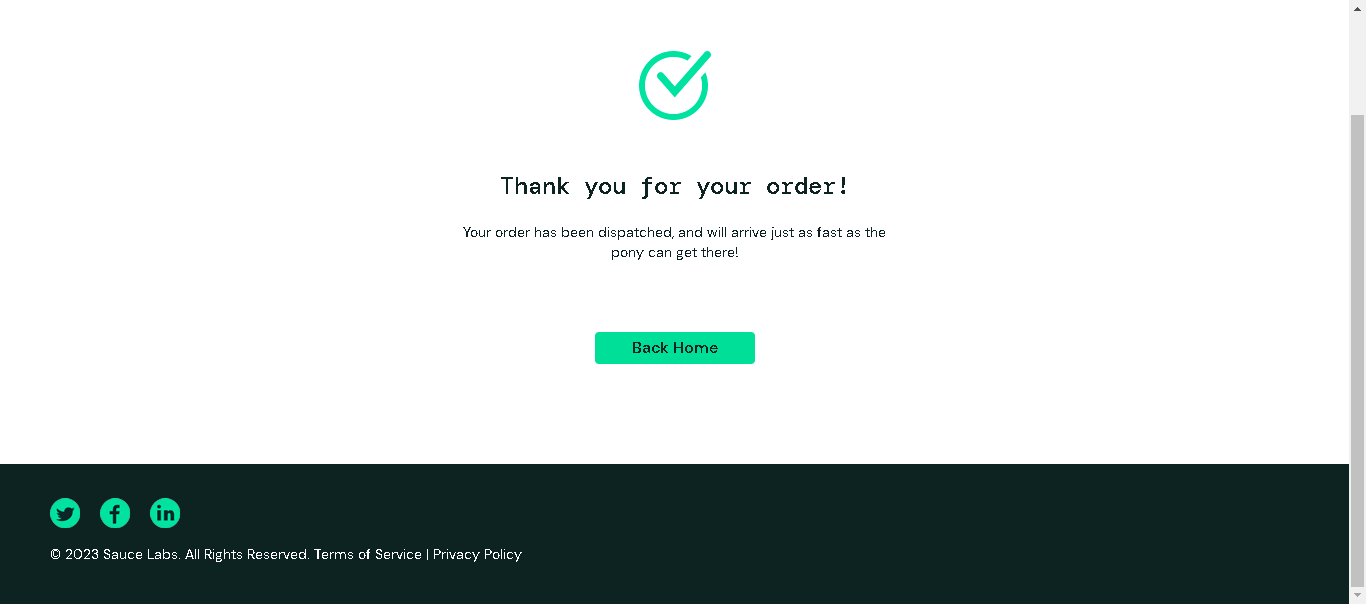 Thank you for your order!
Your order has been dispatched, and will arrive just as fast as the
pony can get there!
Back Home
© 2023 Sauce Labs. All Rights Reserved. Terms of Service | Privacy Policy